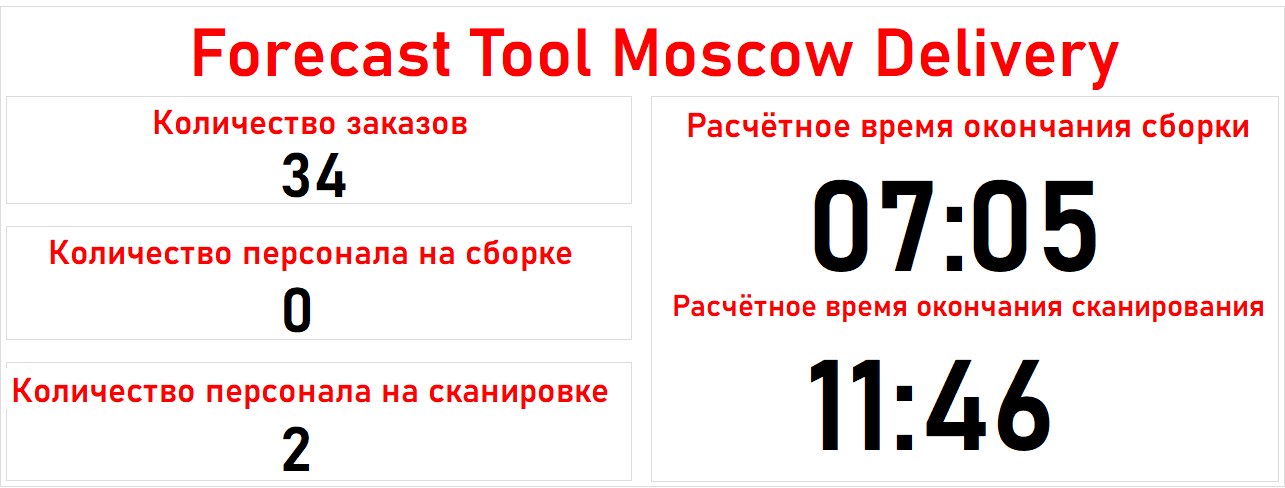 Forecast Tool Moscow Delivery
Количество заказов
34
Количество персонала на сборке
0
Количество персонала на сканировке
2
Расчётное время окончания сборки
07:05
Расчётное время окончания сканирования
11:46